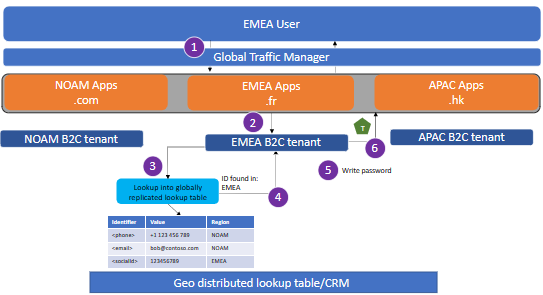 EMEA User
1
Global Traffic Manager
NOAM Apps
.com
EMEA Apps
.fr
APAC Apps
.hk
2
T
NOAM B2C tenant
EMEA B2C tenant
APAC B2C tenant
6
3
5
Write password
Lookup into globally
replicated lookup table
ID found in:
EMEA
4
Identifier Value Region
<phone> +1 123 456 789 NOAM
<email> bob@contoso.com NOAM
<socialId> 123456789 EMEA
Geo distributed lookup table/CRM